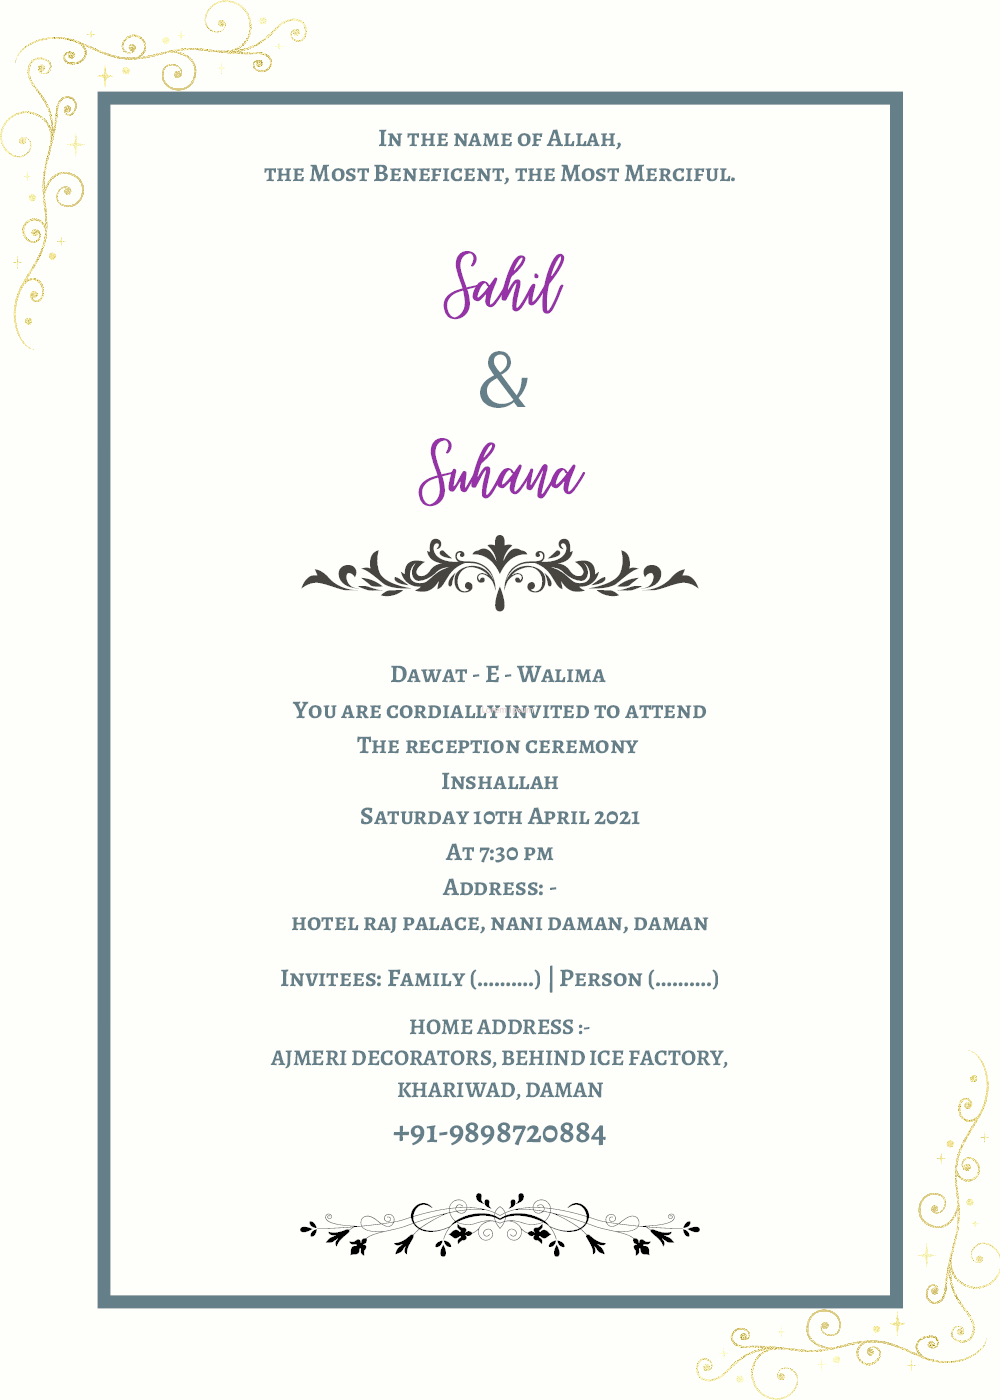 In the name of Allah,
the Most Beneficent, the Most Merciful.
Sahil
&
Suhana
Dawat - E - Walima
You are cordially invited to attend
The reception ceremony
Inshallah
Saturday 10th April 2021
At 7:30 pm
Address: -
hotel raj palace, nani daman, daman
Invitees: Family (..........) | Person (..........)
HOME ADDRESS :-
AJMERI DECORATORS, BEHIND ICE FACTORY,
KHARIWAD, DAMAN
+91-9898720884